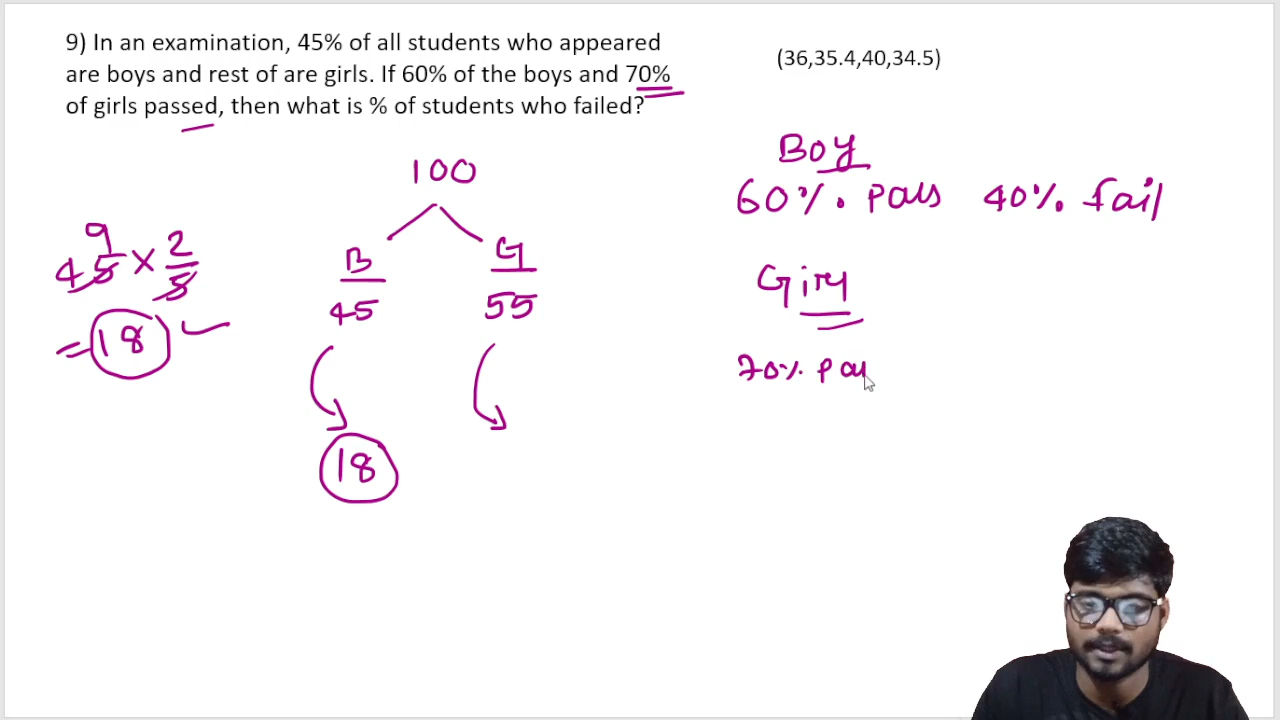 9) In an examination, 45% of all students who appeared
are boys and rest of are girls. If 60% of the boys and 70%
of girls passed, then what is % of students who failed?
(36,35.4,40,34.5)
Boy
60% pass 40% fail
100
B G
45 55
9
45 × 2/5
= 18
18
70% pas